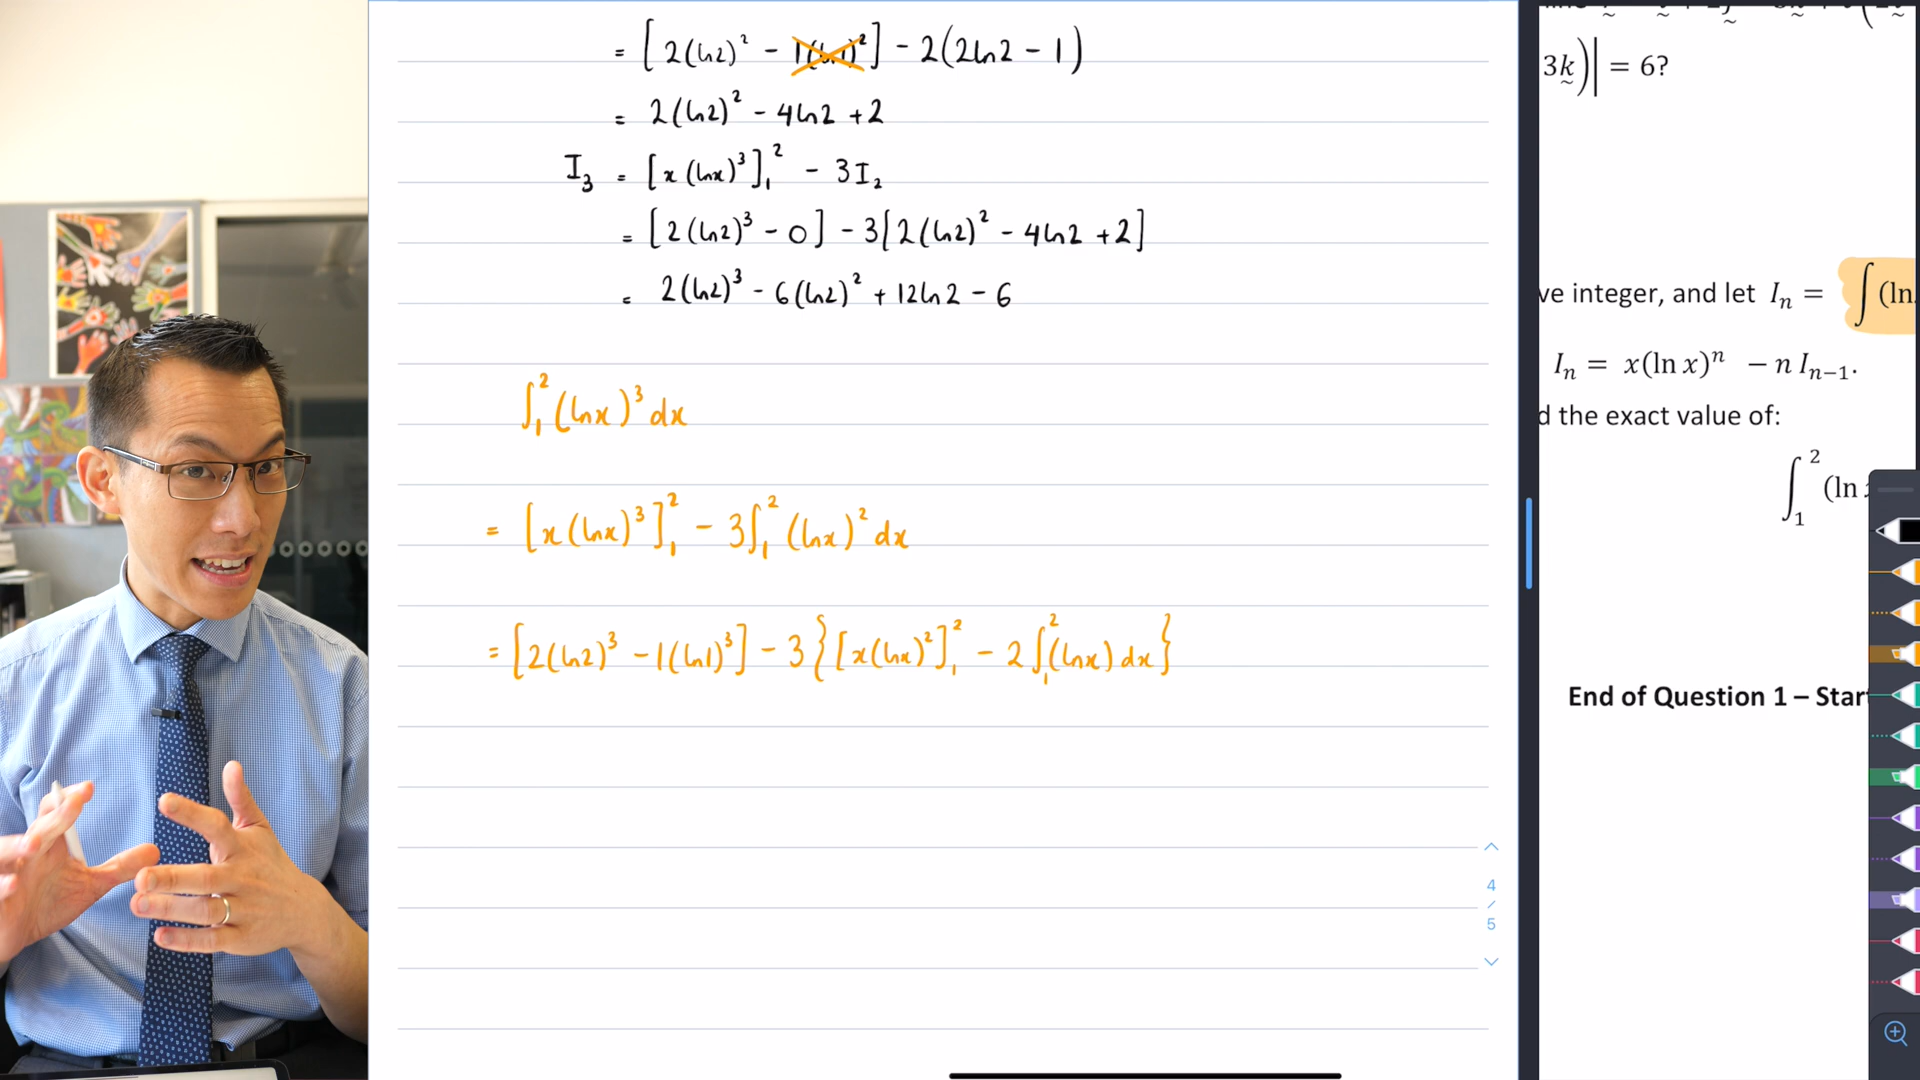 = [2(ln2)² - 1(ln1)²] - 2(2ln2 - 1)
= 2(ln2)² - 4ln2 + 2
I₃ = [x(lnx)³]₁² - 3I₂
= [2(ln2)³ - 0] - 3[2(ln2)² - 4ln2 + 2]
= 2(ln2)³ - 6(ln2)² + 12ln2 - 6
∫₁² (lnx)³ dx
= [x(lnx)³]₁² - 3∫₁² (lnx)² dx
= [2(ln2)³ - 1(ln1)³] - 3{[x(lnx)²]₁² - 2∫₁² (lnx) dx}
4
/
5
3k)| = 6?
ve integer, and let Iₙ = ∫(ln
Iₙ = x(ln x)ⁿ - n Iₙ₋₁.
d the exact value of:
∫₁² (ln
End of Question 1 – Star